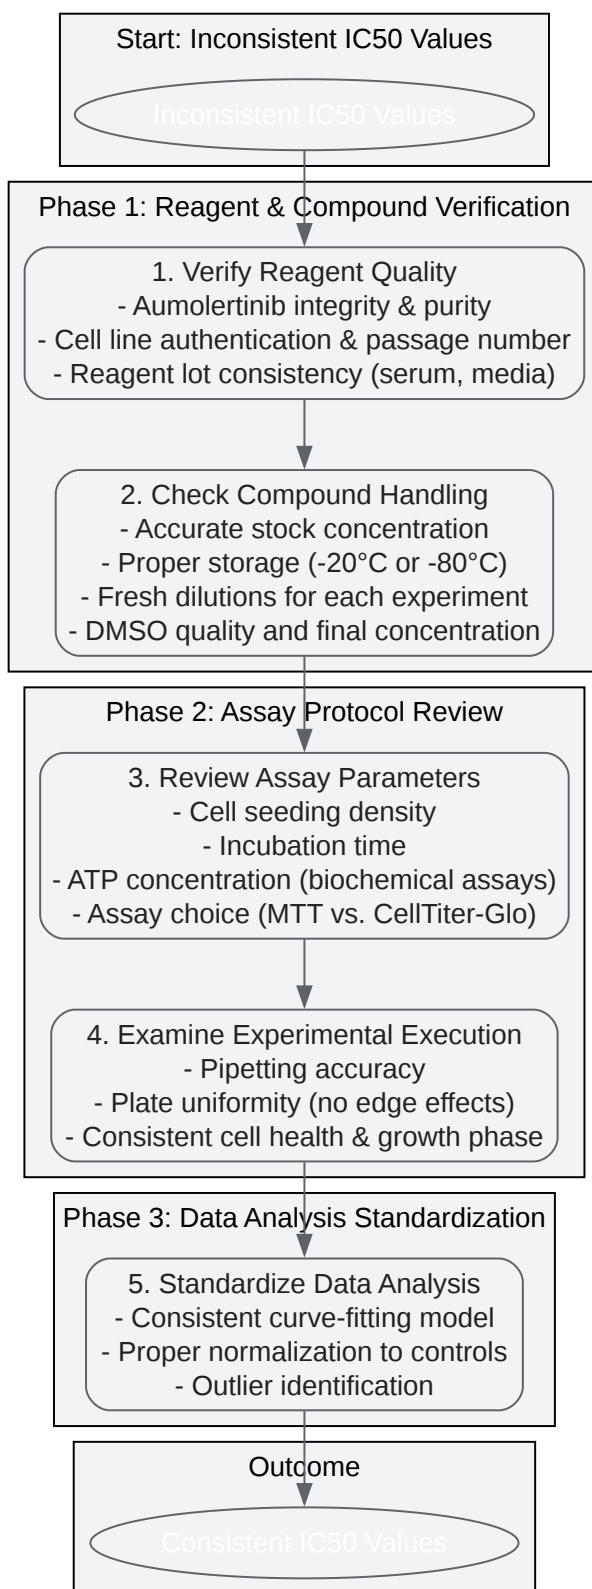 Start: Inconsistent IC50 Values
Inconsistent IC50 Values
Phase 1: Reagent & Compound Verification
1. Verify Reagent Quality
- Aumolertinib integrity & purity
- Cell line authentication & passage number
- Reagent lot consistency (serum, media)
2. Check Compound Handling
- Accurate stock concentration
- Proper storage (-20°C or -80°C)
- Fresh dilutions for each experiment
- DMSO quality and final concentration
Phase 2: Assay Protocol Review
3. Review Assay Parameters
- Cell seeding density
- Incubation time
- ATP concentration (biochemical assays)
- Assay choice (MTT vs. CellTiter-Glo)
4. Examine Experimental Execution
- Pipetting accuracy
- Plate uniformity (no edge effects)
- Consistent cell health & growth phase
Phase 3: Data Analysis Standardization
5. Standardize Data Analysis
- Consistent curve-fitting model
- Proper normalization to controls
- Outlier identification
Outcome
Consistent IC50 Values